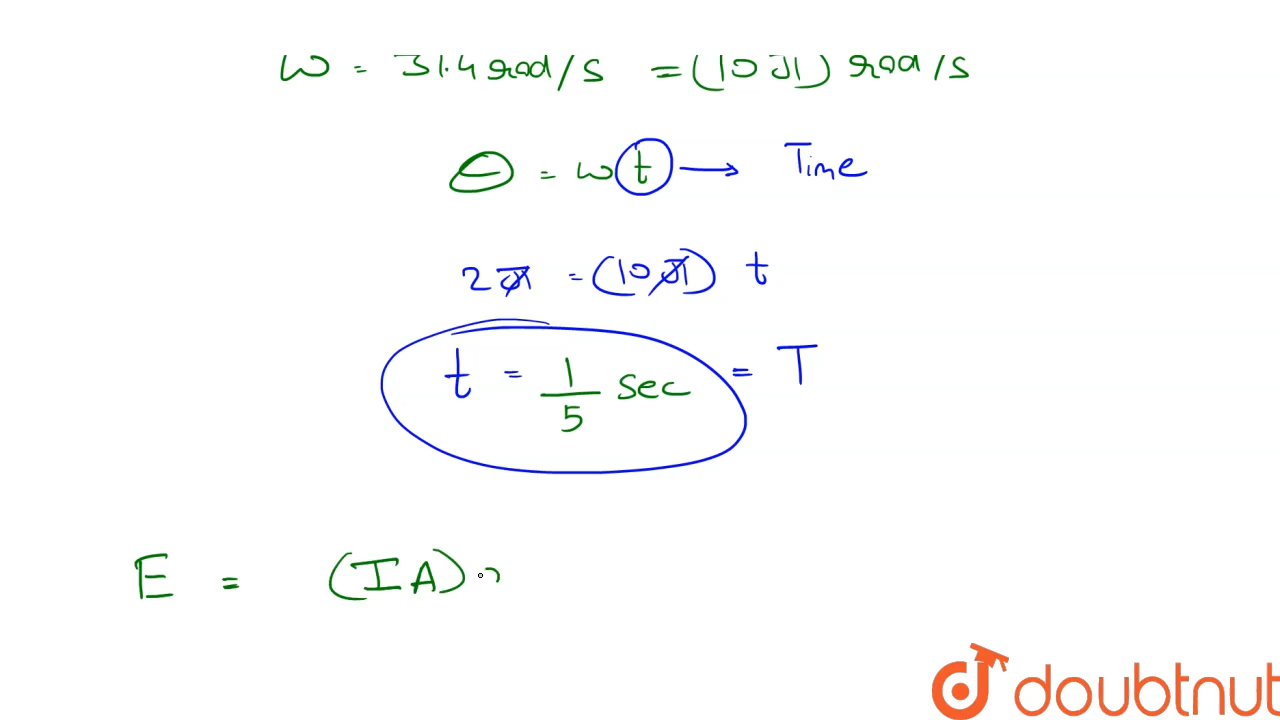 ω = 31.4 rad/s = (10π) rad/s
θ = ωt → Time
2π = (10π) t
t = 1/5 sec = T
E = (IA)
doubtnut